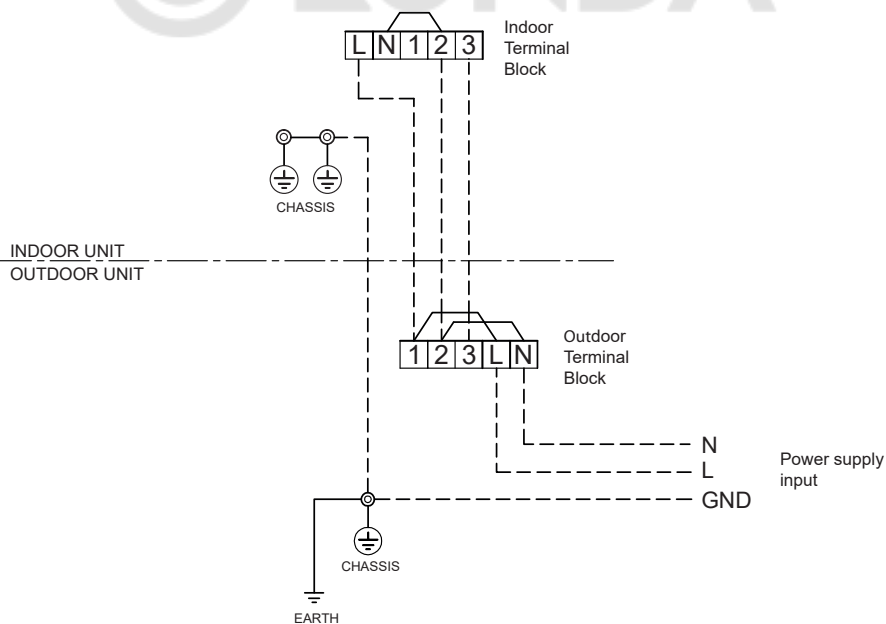 Indoor
Terminal
Block
L N 1 2 3
CHASSIS
INDOOR UNIT
OUTDOOR UNIT
1 2 3 L N
Outdoor
Terminal
Block
N
L
GND
Power supply
input
CHASSIS
EARTH